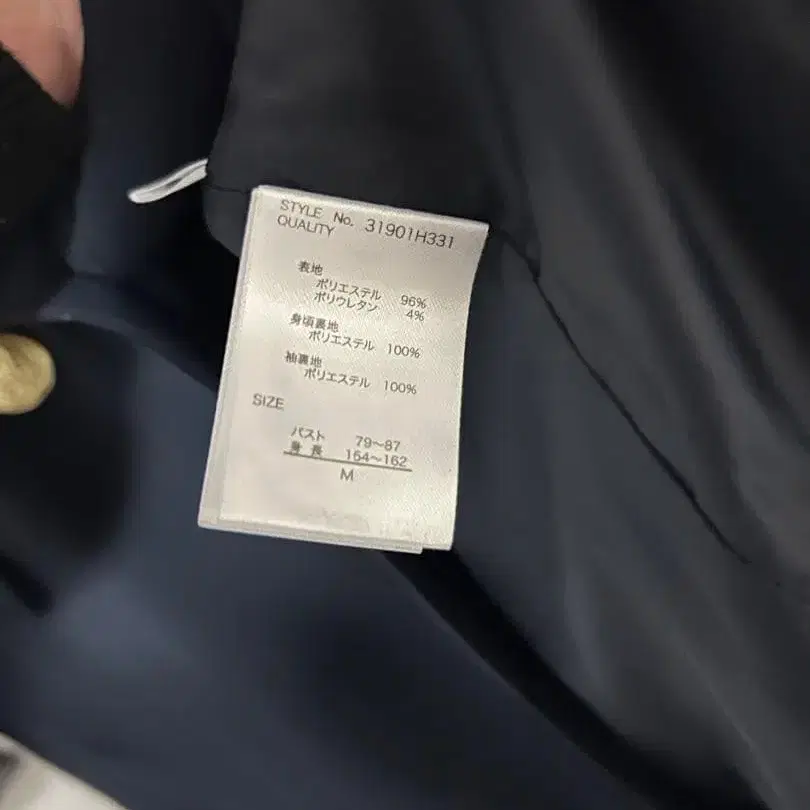 STYLE No. 31901H331
QUALITY
表地
ポリエステル 96%
ポリウレタン 4%
身頃裏地
ポリエステル 100%
袖裏地
ポリエステル 100%
SIZE
バスト 79～87
身長 154～162
M